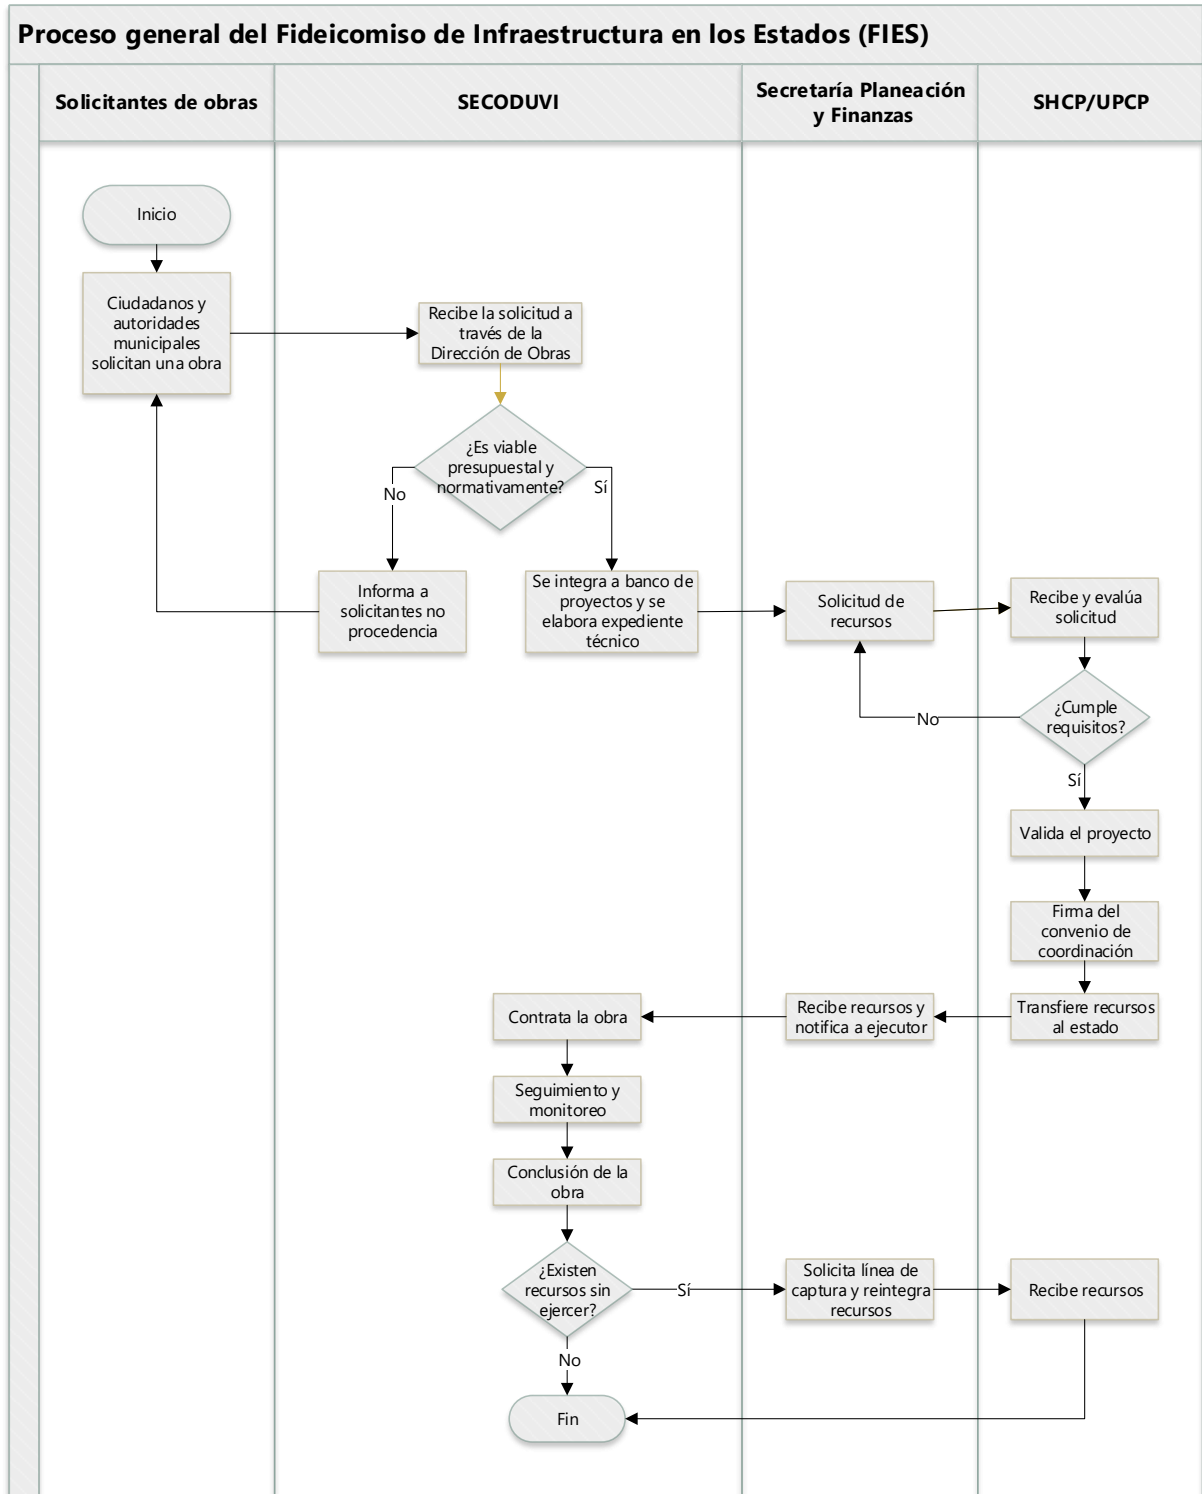 Proceso general del Fideicomiso de Infraestructura en los Estados (FIES)
Solicitantes de obras
SECODUVI
Secretaría Planeación
y Finanzas
SHCP/UPCP
Inicio
Ciudadanos y
autoridades
municipales
solicitan una obra
Recibe la solicitud a
través de la
Dirección de Obras
¿Es viable
presupuestal y
normativamente?
No
Sí
Informa a
solicitantes no
procedencia
Se integra a banco de
proyectos y se
elabora expediente
técnico
Solicitud de
recursos
Recibe y evalúa
solicitud
¿Cumple
requisitos?
No
Sí
Valida el proyecto
Firma del
convenio de
coordinación
Transfiere recursos
al estado
Recibe recursos y
notifica a ejecutor
Contrata la obra
Seguimiento y
monitoreo
Conclusión de la
obra
¿Existen
recursos sin
ejercer?
Sí
Solicita línea de
captura y reintegra
recursos
Recibe recursos
No
Fin